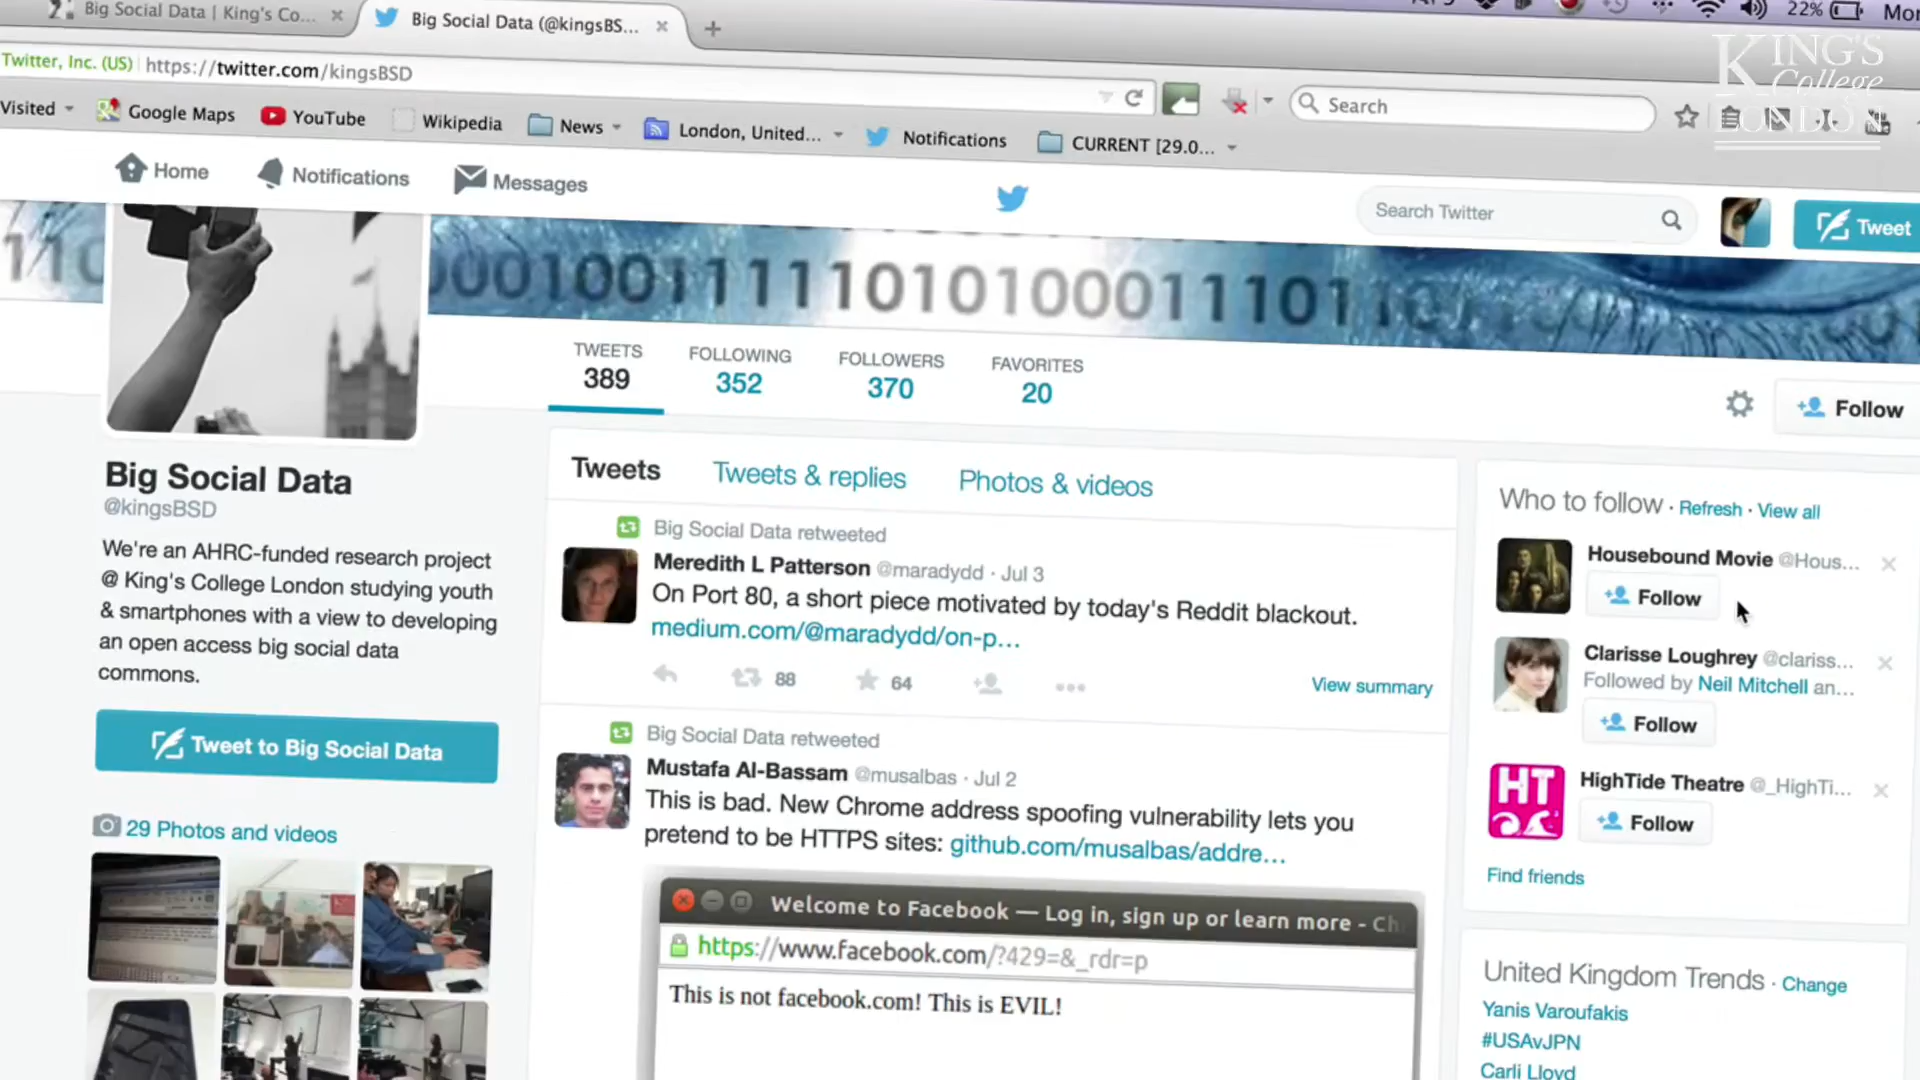 Big Social Data | King's Co...
Big Social Data (@kingsBS...
22%
Twitter, Inc. (US) https://twitter.com/kingsBSD
Search
KING'S
College
LONDON
Visited
Google Maps
YouTube
Wikipedia
News
London, United...
Notifications
CURRENT [29.0...
Home
Notifications
Messages
Search Twitter
Tweet
TWEETS
389
FOLLOWING
352
FOLLOWERS
370
FAVORITES
20
Follow
Big Social Data
@kingsBSD
We're an AHRC-funded research project
@ King's College London studying youth
& smartphones with a view to developing
an open access big social data
commons.
Tweet to Big Social Data
29 Photos and videos
Tweets
Tweets & replies
Photos & videos
Big Social Data retweeted
Meredith L Patterson @maradydd · Jul 3
On Port 80, a short piece motivated by today's Reddit blackout.
medium.com/@maradydd/on-p...
88
64
View summary
Big Social Data retweeted
Mustafa Al-Bassam @musalbas · Jul 2
This is bad. New Chrome address spoofing vulnerability lets you
pretend to be HTTPS sites: github.com/musalbas/addre...
Welcome to Facebook — Log in, sign up or learn more - Ch
https://www.facebook.com/?429=&_rdr=p
This is not facebook.com! This is EVIL!
Who to follow · Refresh · View all
Housebound Movie @Hous...
Follow
Clarisse Loughrey @clariss...
Followed by Neil Mitchell an...
Follow
HT
HighTide Theatre @_HighTi...
Follow
Find friends
United Kingdom Trends · Change
Yanis Varoufakis
#USAvJPN
Carli Lloyd